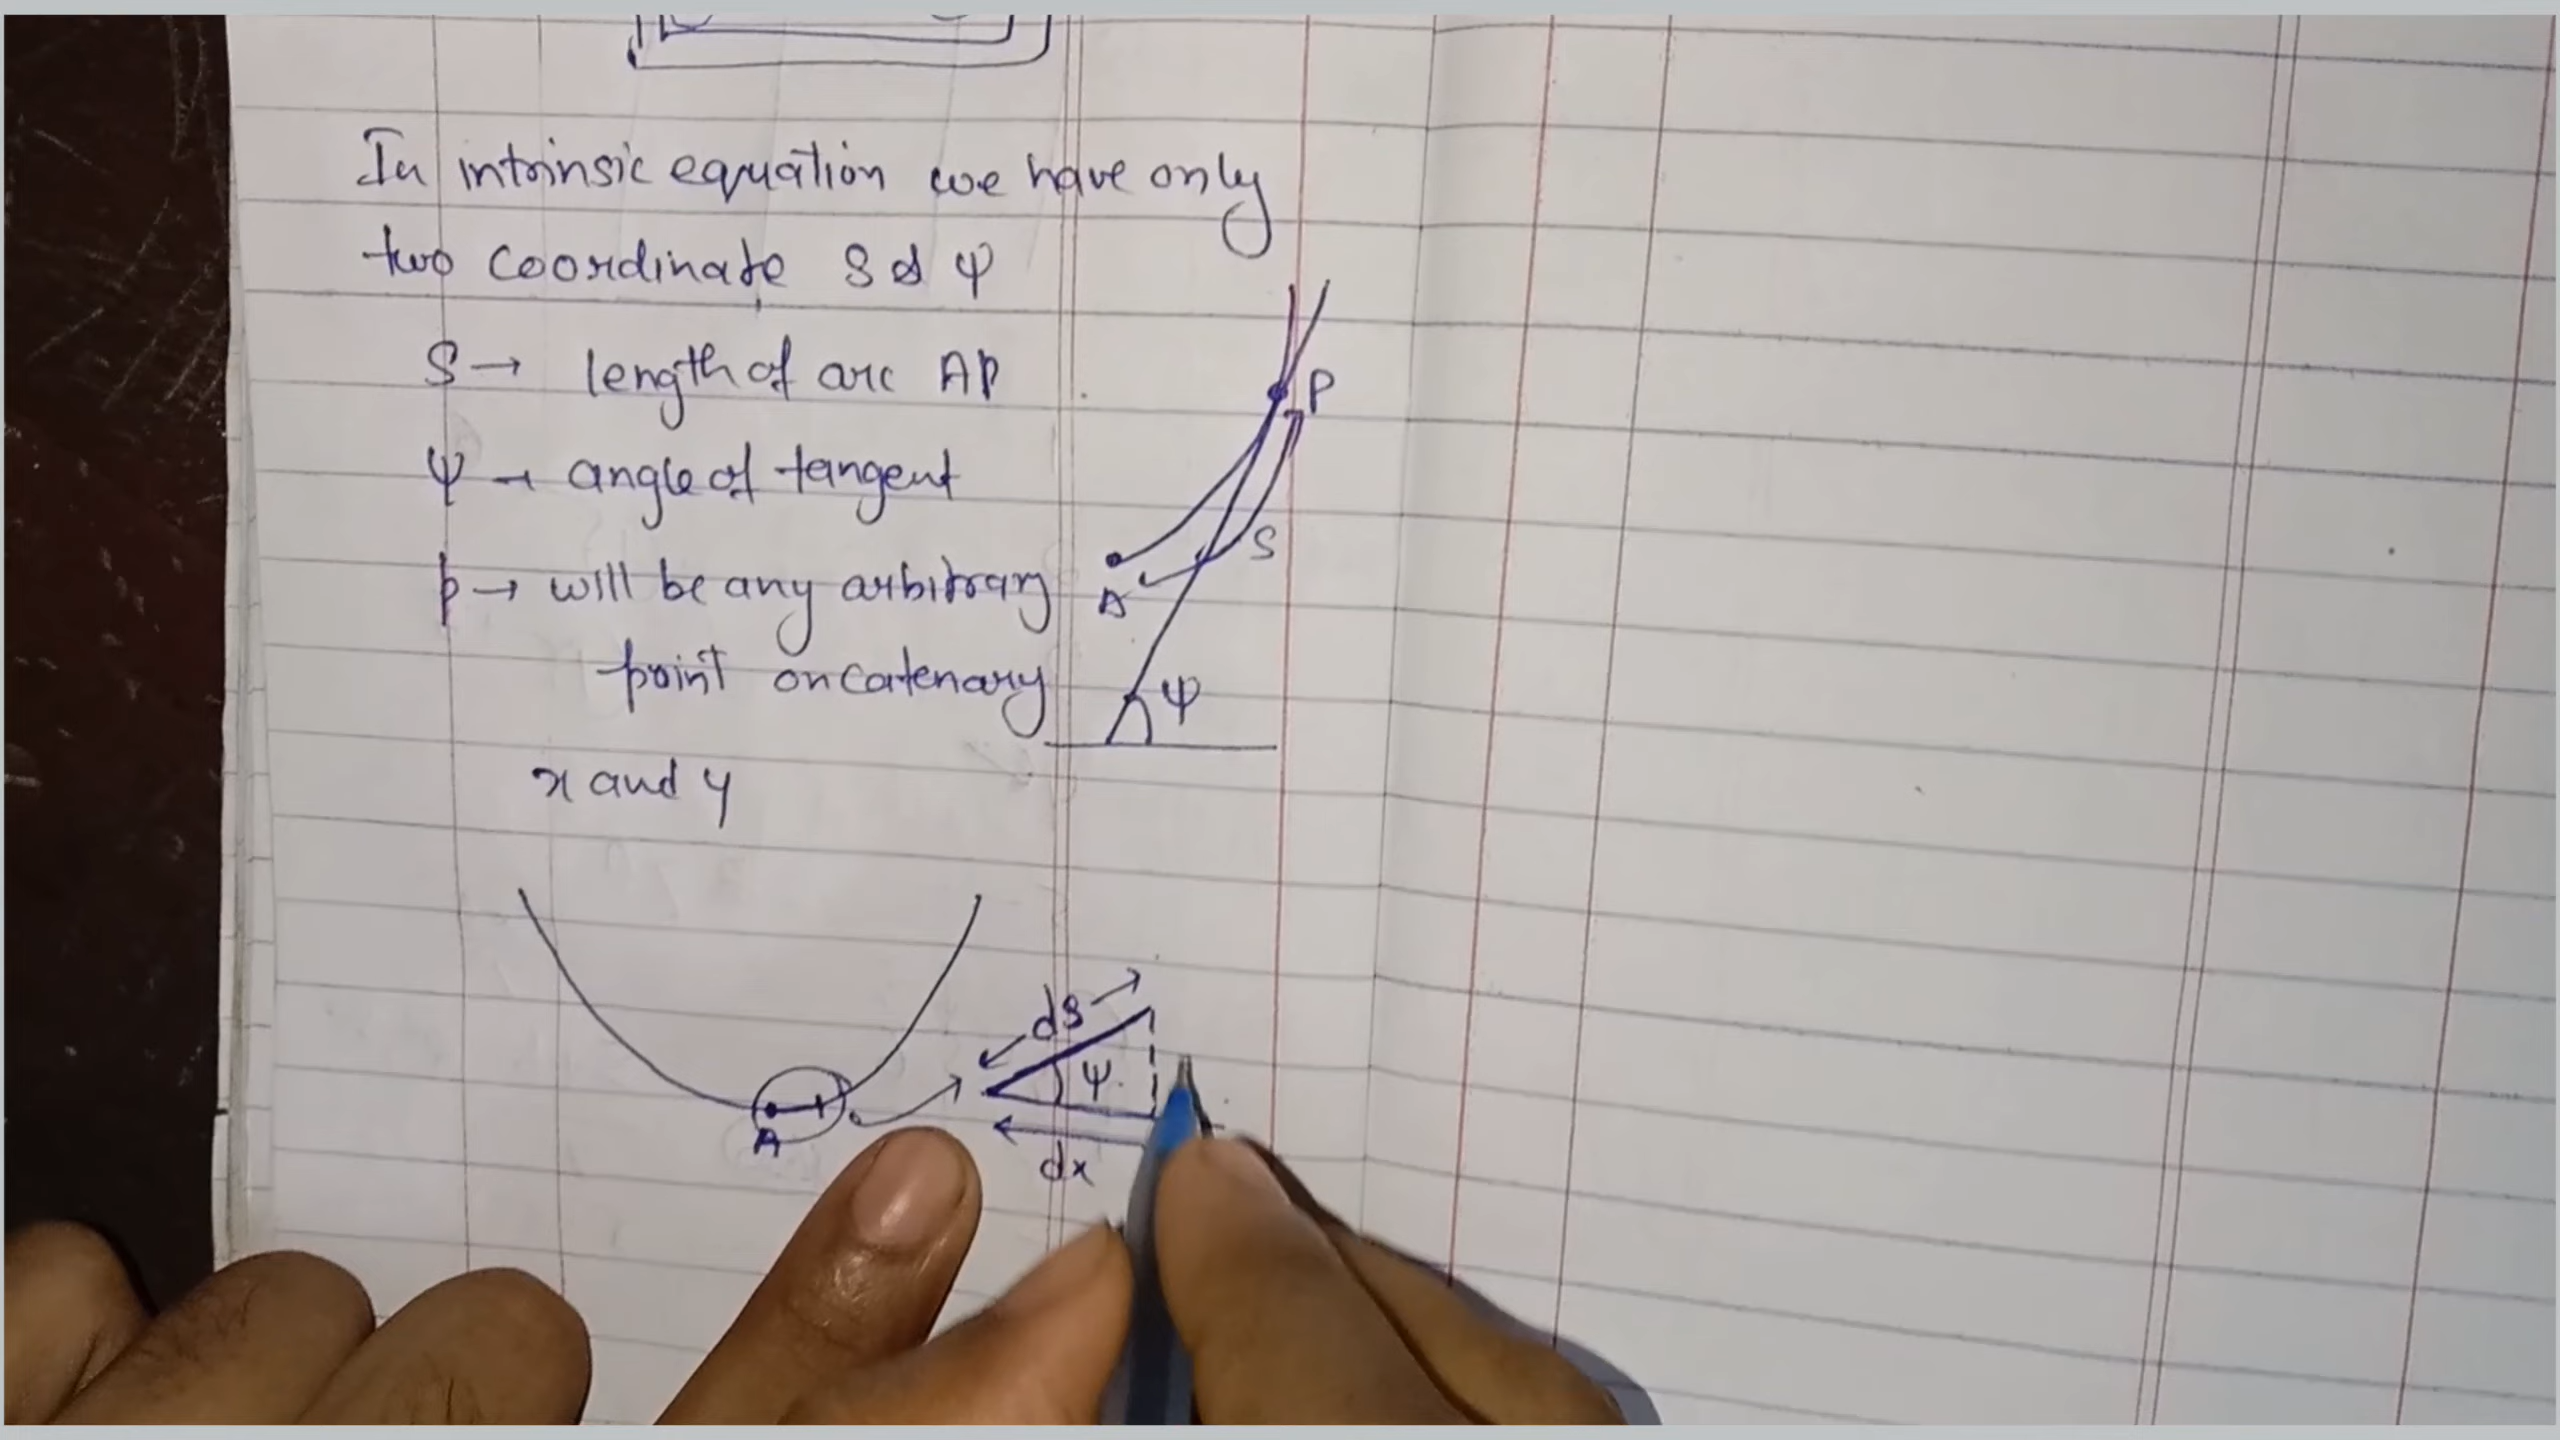 In intrinsic equation we have only
two coordinate S & ψ
S → length of arc AP
ψ → angle of tangent
p → will be any arbitrary
point on catenary
P
S
A
ψ
x and y
ds
ψ
A
dx